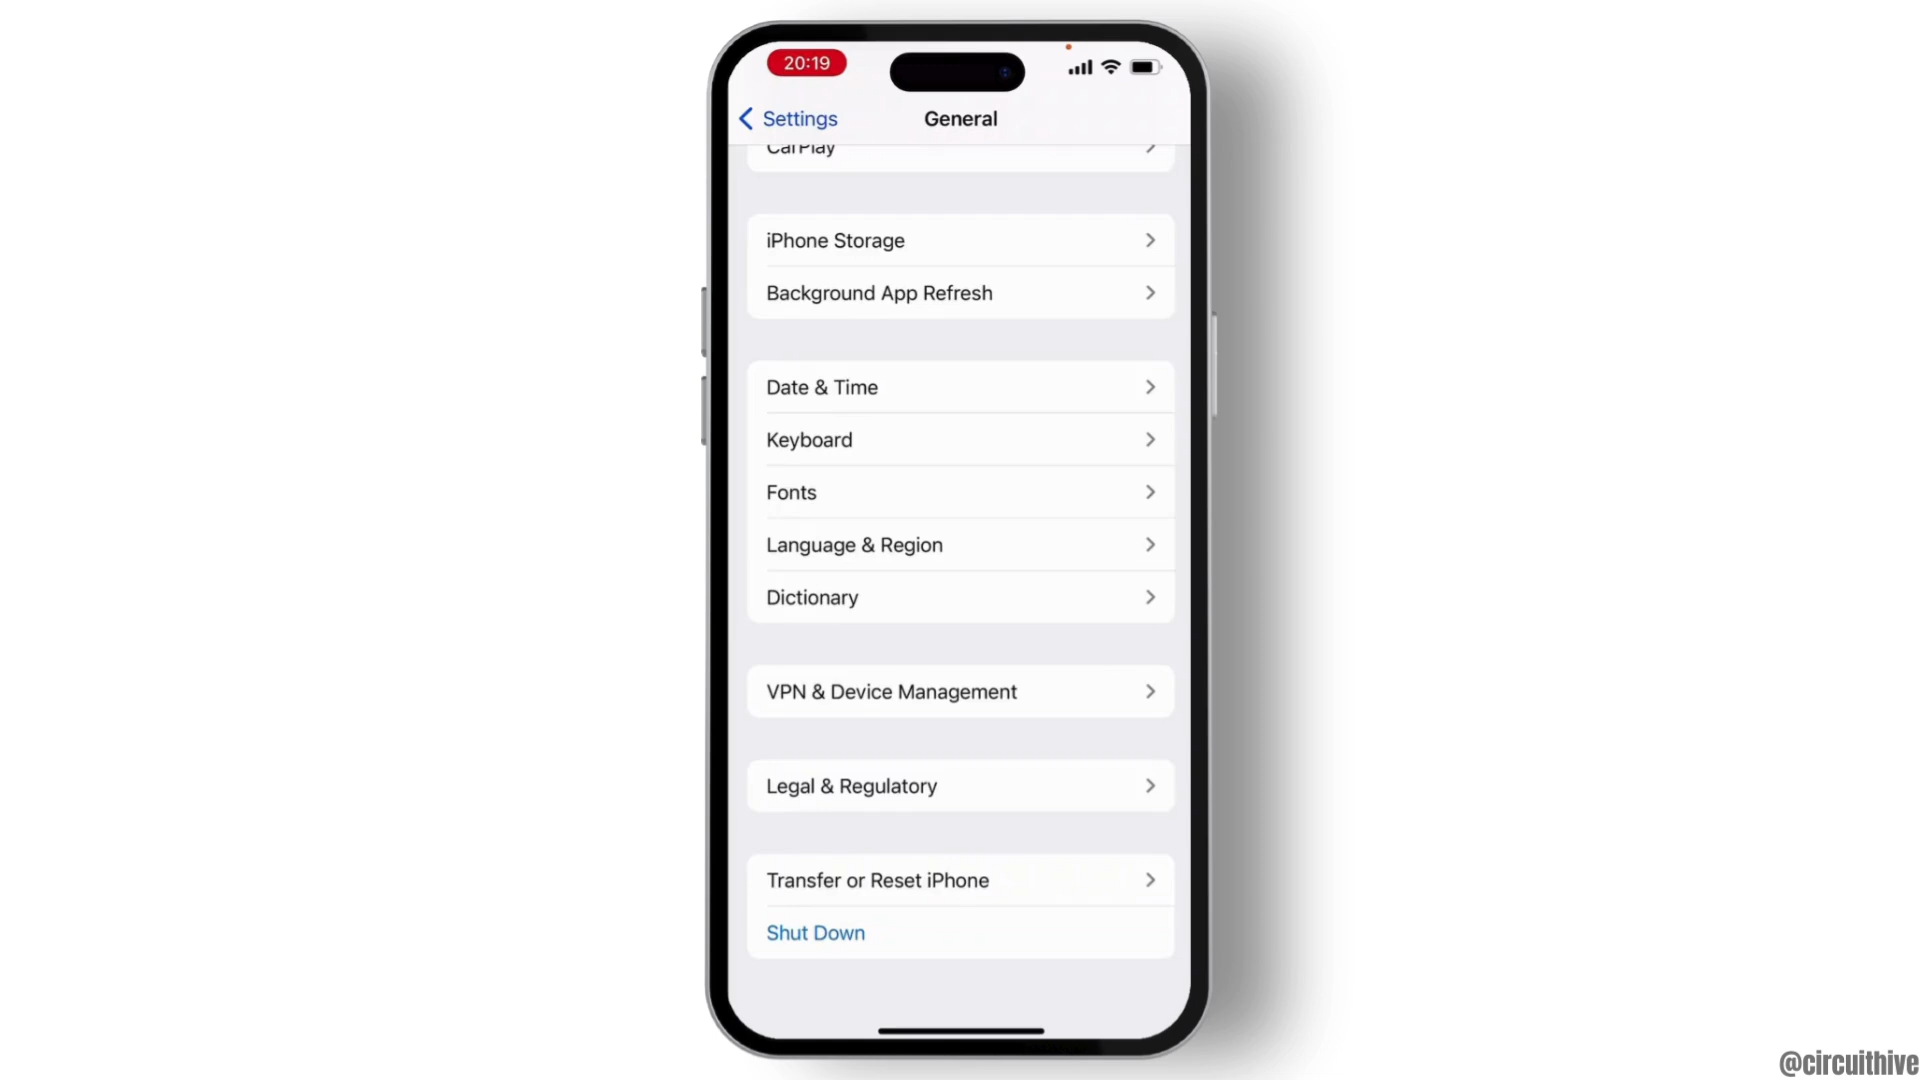 20:19
Settings
General
CarPlay
iPhone Storage
Background App Refresh
Date & Time
Keyboard
Fonts
Language & Region
Dictionary
VPN & Device Management
Legal & Regulatory
Transfer or Reset iPhone
Shut Down
@circuithive